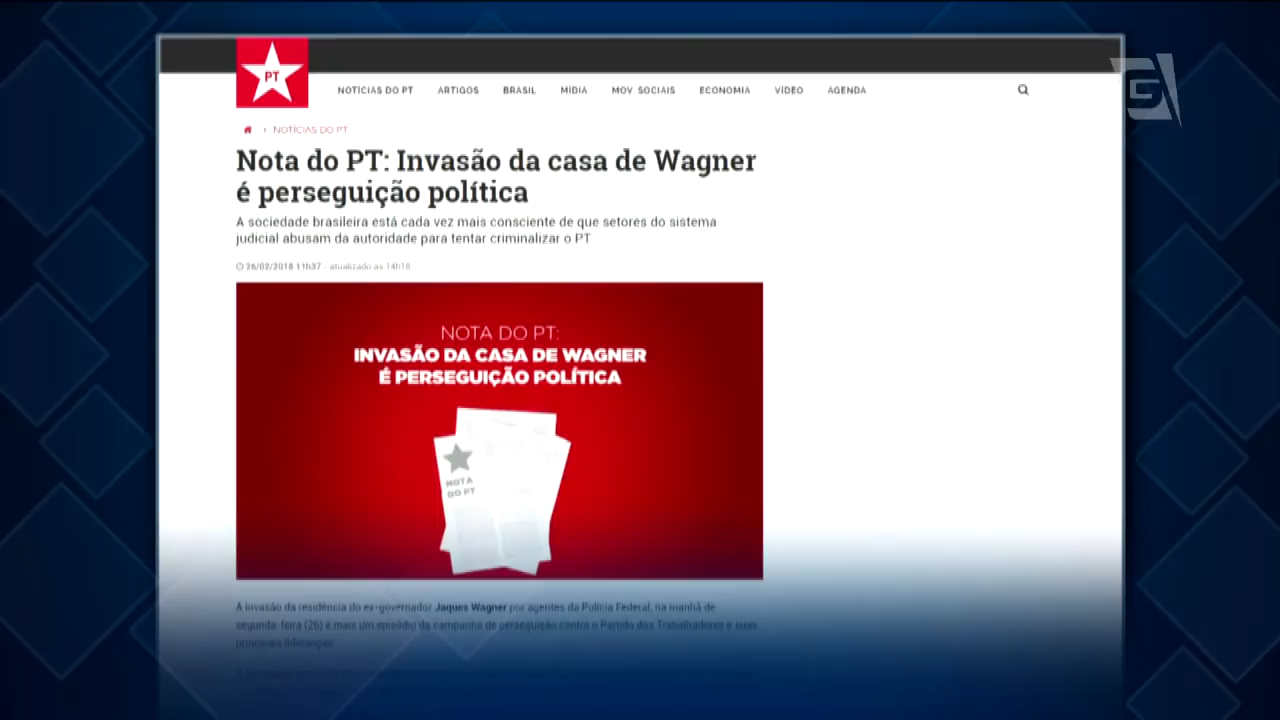 PT
NOTÍCIAS DO PT ARTIGOS BRASIL MÍDIA MOV SOCIAIS ECONOMIA VÍDEO AGENDA
NOTÍCIAS DO PT
Nota do PT: Invasão da casa de Wagner
é perseguição política
A sociedade brasileira está cada vez mais consciente de que setores do sistema
judicial abusam da autoridade para tentar criminalizar o PT
26/02/2018 11h37 - atualizado às 14h18
NOTA DO PT:
INVASÃO DA CASA DE WAGNER
É PERSEGUIÇÃO POLÍTICA
NOTA
DO PT
A invasão da residência do ex-governador Jaques Wagner por agentes da Polícia Federal, na manhã de
segunda-feira (26) é mais um episódio da campanha de perseguição contra o Partido dos Trabalhadores e suas
principais lideranças.